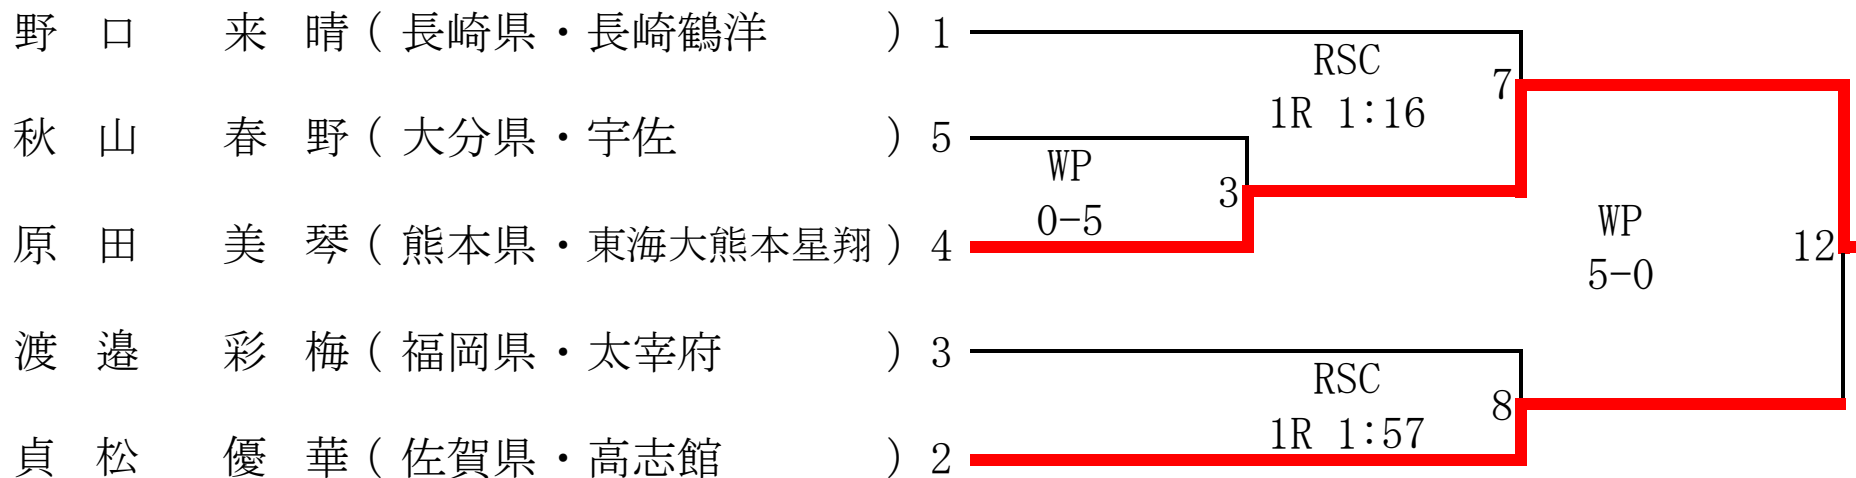 野口 来晴(長崎県・長崎鶴洋)1
RSC
7
1R 1:16
秋山 春野(大分県・宇佐)5
WP
3
0-5
原田 美琴(熊本県・東海大熊本星翔)4
WP
12
5-0
渡邉 彩梅(福岡県・太宰府)3
RSC
8
1R 1:57
貞松 優華(佐賀県・高志館)2